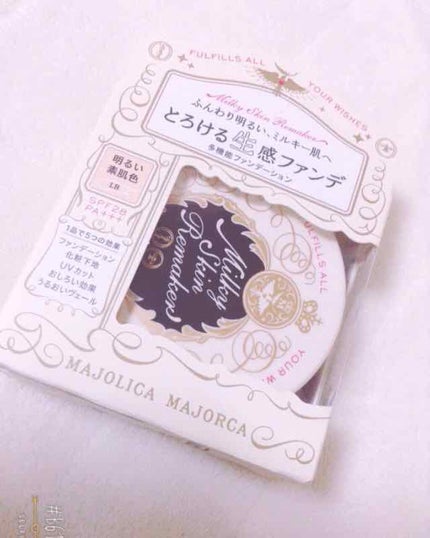 FULFILLS ALL
YOUR WISHES
Milky Skin Remaker
ふんわり明るい、ミルキー肌へ
とろける生感ファンデ
多機能ファンデーション
明るい
素肌色
LB
SPF28
PA+++
1品で5つの効果
ファンデーション
化粧下地
UVカット
おしろい効果
うるおいヴェール
Milky
Skin
Remaker
FULFILLS ALL
YOUR WI
MAJOLICA MAJORCA